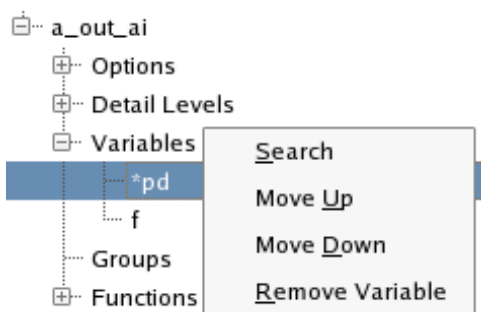 a_out_ai
Options
Detail Levels
Variables
*pd
f
Groups
Functions
Search
Move Up
Move Down
Remove Variable